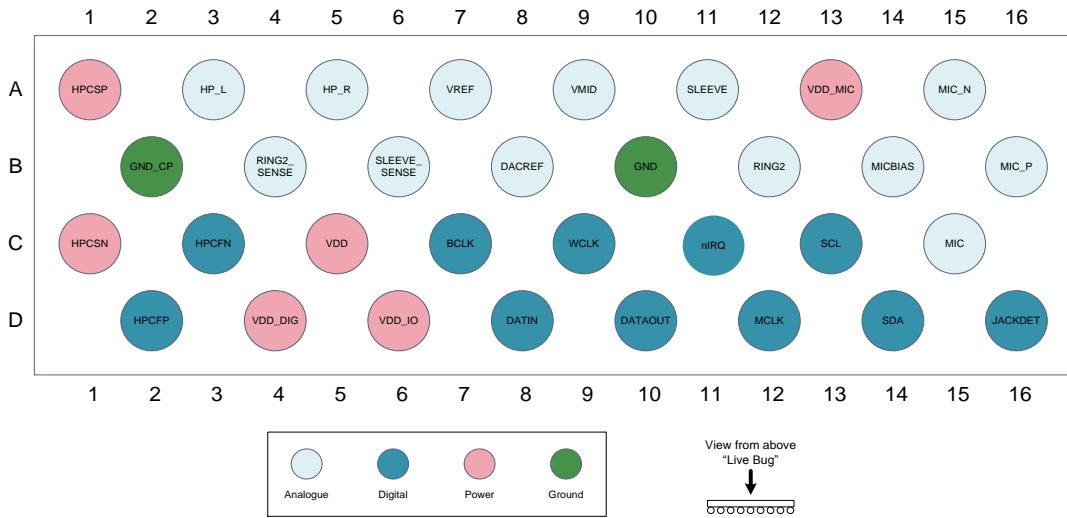 1 2 3 4 5 6 7 8 9 10 11 12 13 14 15 16
A
HPCSP HP_L HP_R VREF VMID SLEEVE VDD_MIC MIC_N
B
GND_CP RING2_ SLEEVE_ DACREF GND RING2 MICBIAS MIC_P
SENSE SENSE
C
HPCSN HPCFN VDD BCLK WCLK nIRQ SCL MIC
D
HPCFP VDD_DIG VDD_IO DATIN DATAOUT MCLK SDA JACKDET
1 2 3 4 5 6 7 8 9 10 11 12 13 14 15 16
Analogue Digital Power Ground
View from above
“Live Bug”